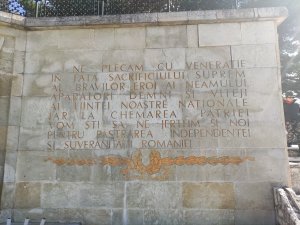 NE PLECAM CU VENERATIE
IN FATA SACRIFICIULUI SUPREM
AL BRAVILOR EROI AI NEAMULUI
APARATORI DEMNI SI VITEJI
AI FIINTEI NOASTRE NATIONALE
IAR LA CHEMAREA PATRIEI
VOM STI SA NE JERTFIM SI NOI
PENTRU PASTRAREA INDEPENDENTEI
SI SUVERANITATII ROMANIEI